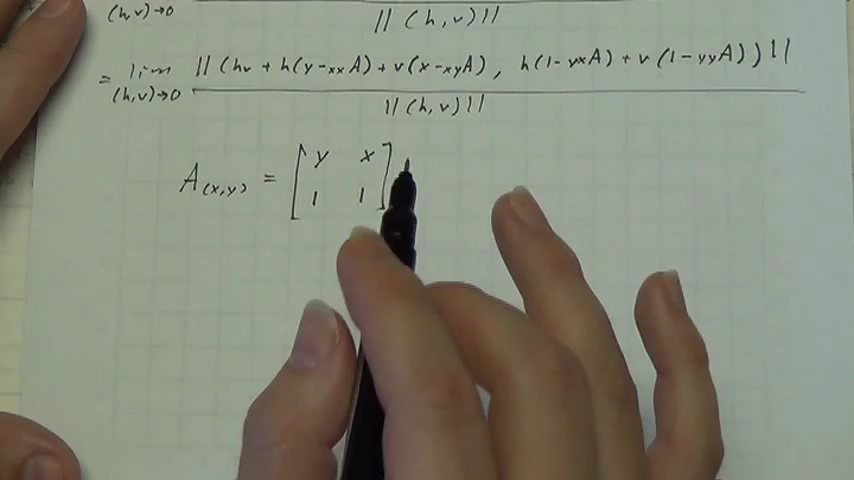 (h,v)→0
||(h,v)||
= lim ||(hv + h(y-xxA) + v(x-xyA), h(1-yxA) + v(1-yyA))||
(h,v)→0 ||(h,v)||
A(x,y) = [ y x
1 1 ]